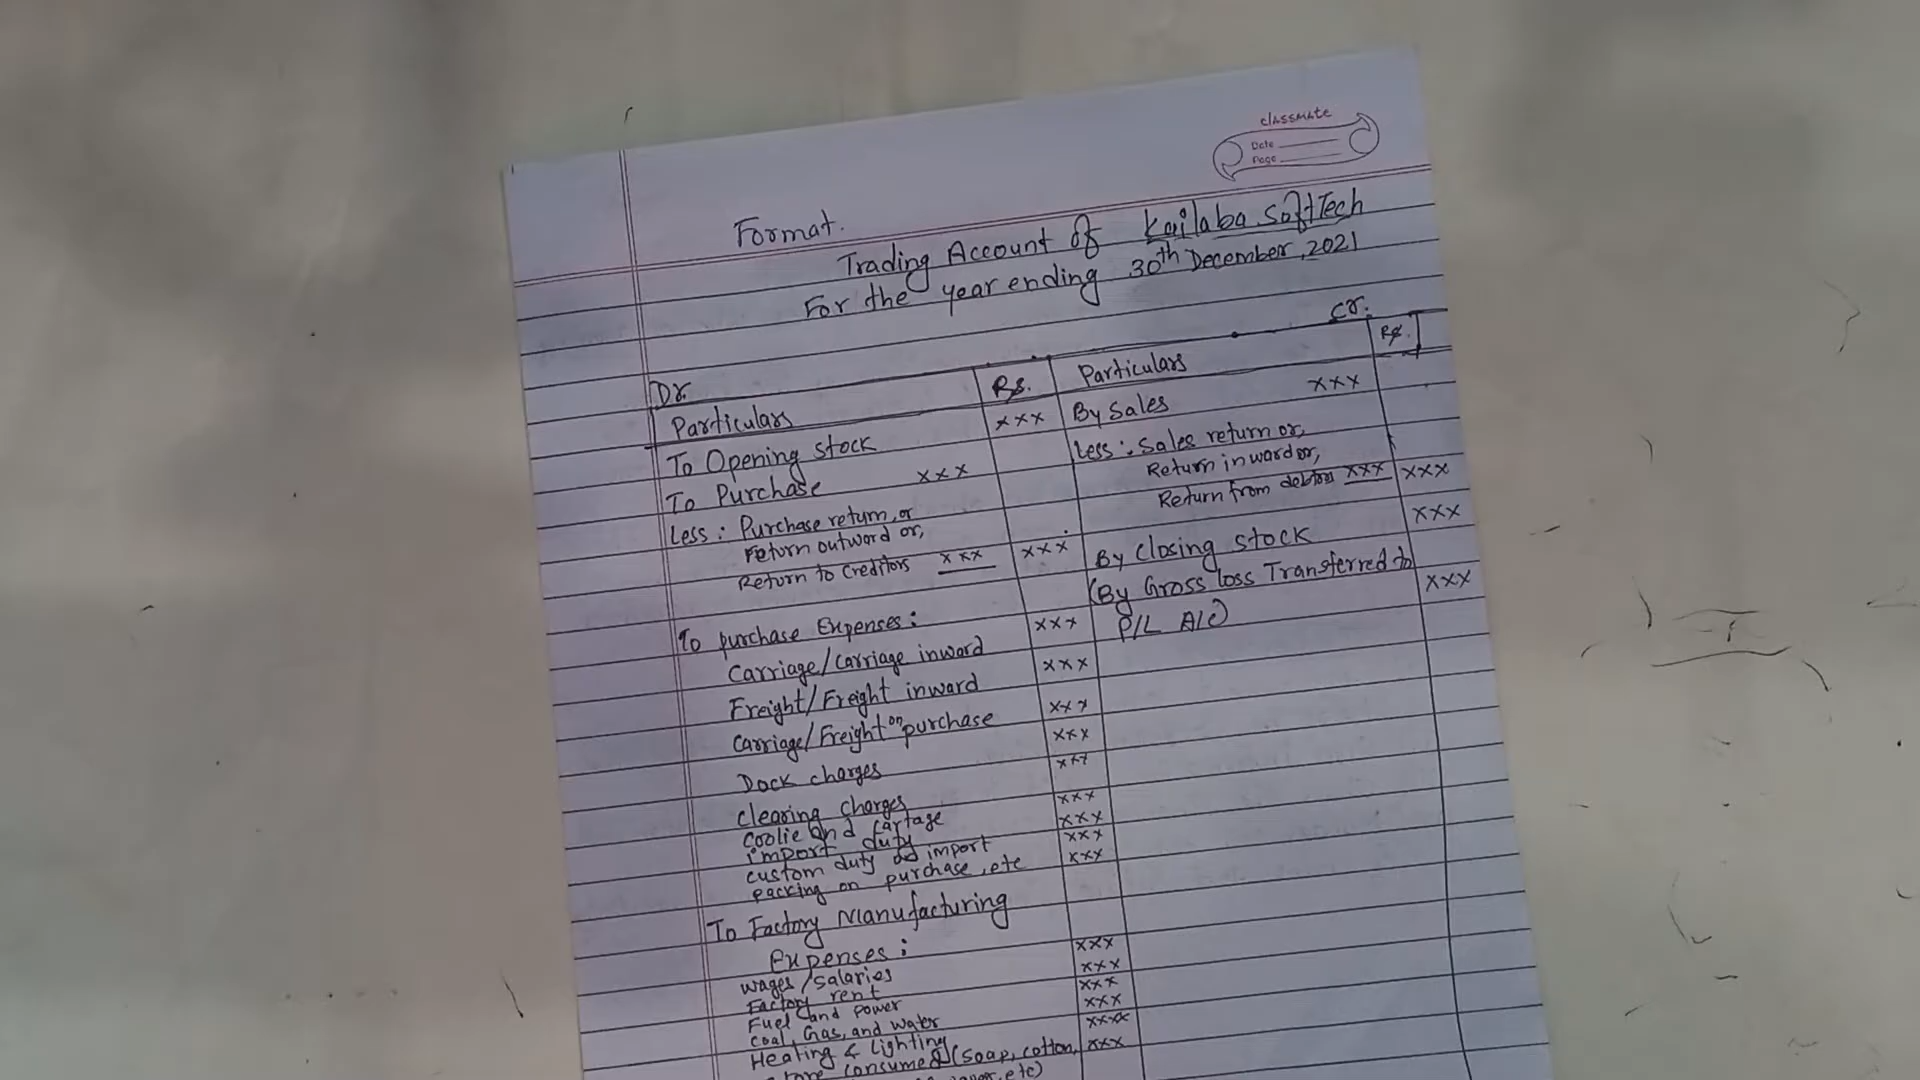 classmate
Date
Page
Format.
Trading Account of Kailaba SoftTech
For the year ending 30th December, 2021
Dr.
Cr.
Particulars
Rs.
Particulars
Rs.
To Opening stock
xxx
To Purchase xxx
Less: Purchase return, or
return outward or,
Return to Creditors xxx
xxx
To purchase Expenses:
Carriage/Carriage inward xxx
Freight/Freight inward xxx
Carriage/Freight on purchase xxx
Dock charges xxx
clearing charges xxx
Coolie and cartage xxx
import duty xxx
custom duty on import xxx
packing on purchase, etc xxx
To Factory Manufacturing
Expenses:
wages/salaries xxx
Factory rent xxx
Fuel and power xxx
Coal, Gas, and water xxx
Heating & Lighting xxx
consumed (Soap, cotton, xxx
etc)
By Sales xxx
Less: Sales return or,
Return inward or,
Return from debtors xxx
xxx
By Closing stock
xxx
(By Gross loss Transferred to
P/L A/C)
xxx